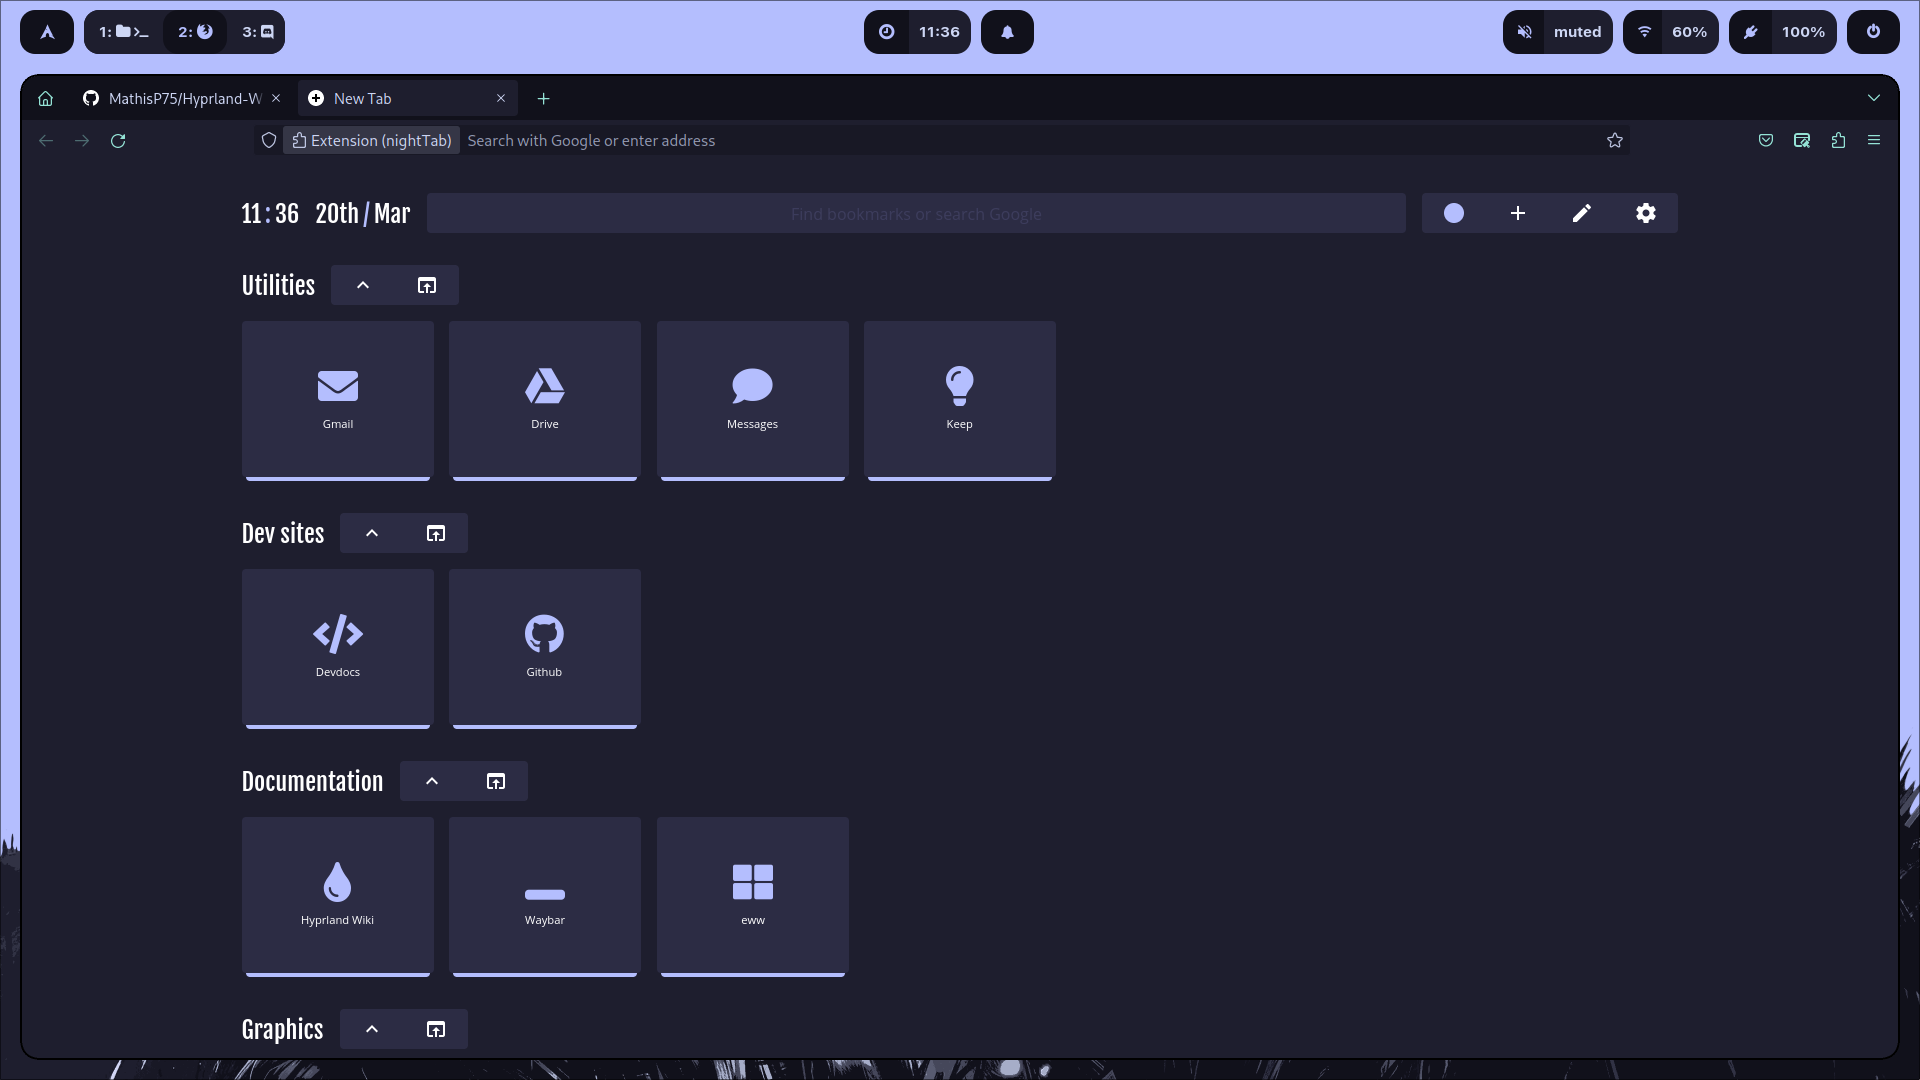 1: 2: 3: 11:36 muted 60% 100%
MathisP75/Hyprland-W New Tab
Extension (nightTab) Search with Google or enter address
11:36 20th/Mar Find bookmarks or search Google
Utilities
Gmail Drive Messages Keep
Dev sites
Devdocs Github
Documentation
Hyprland Wiki Waybar eww
Graphics